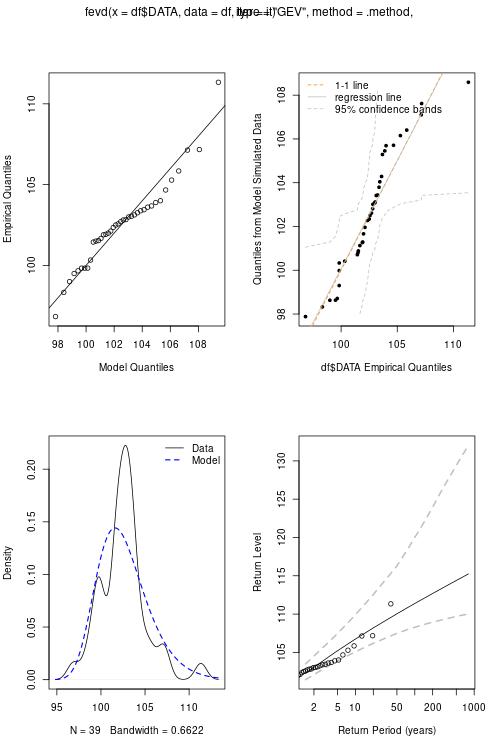 fevd(x = df$DATA, data = df, type = "GEV", method = .method,
Empirical Quantiles
100 105 110
98 100 102 104 106 108
Model Quantiles
1-1 line
regression line
95% confidence bands
Quantiles from Model Simulated Data
98 100 102 104 106 108
100 105 110
df$DATA Empirical Quantiles
Data
Model
Density
0.00 0.05 0.10 0.15 0.20
95 100 105 110
N = 39 Bandwidth = 0.6622
Return Level
105 110 115 120 125 130
2 5 10 50 200 1000
Return Period (years)